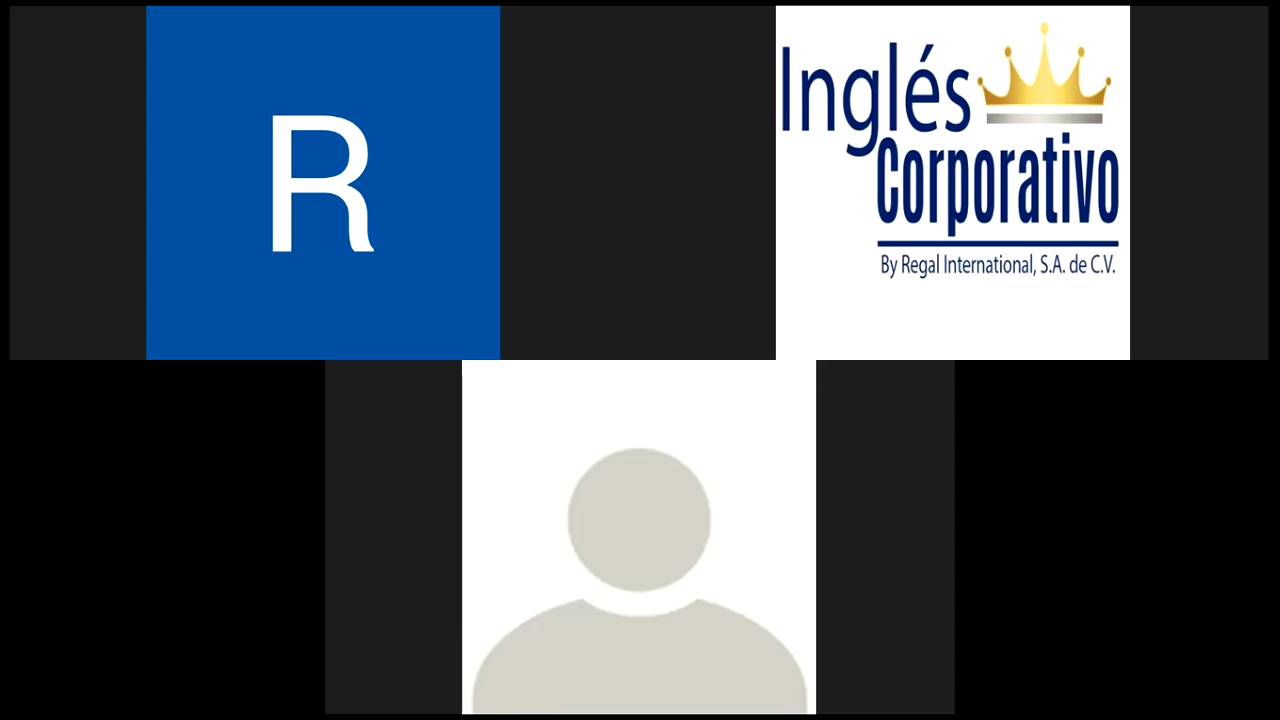 R
Inglés
Corporativo
By Regal International, S.A. de C.V.